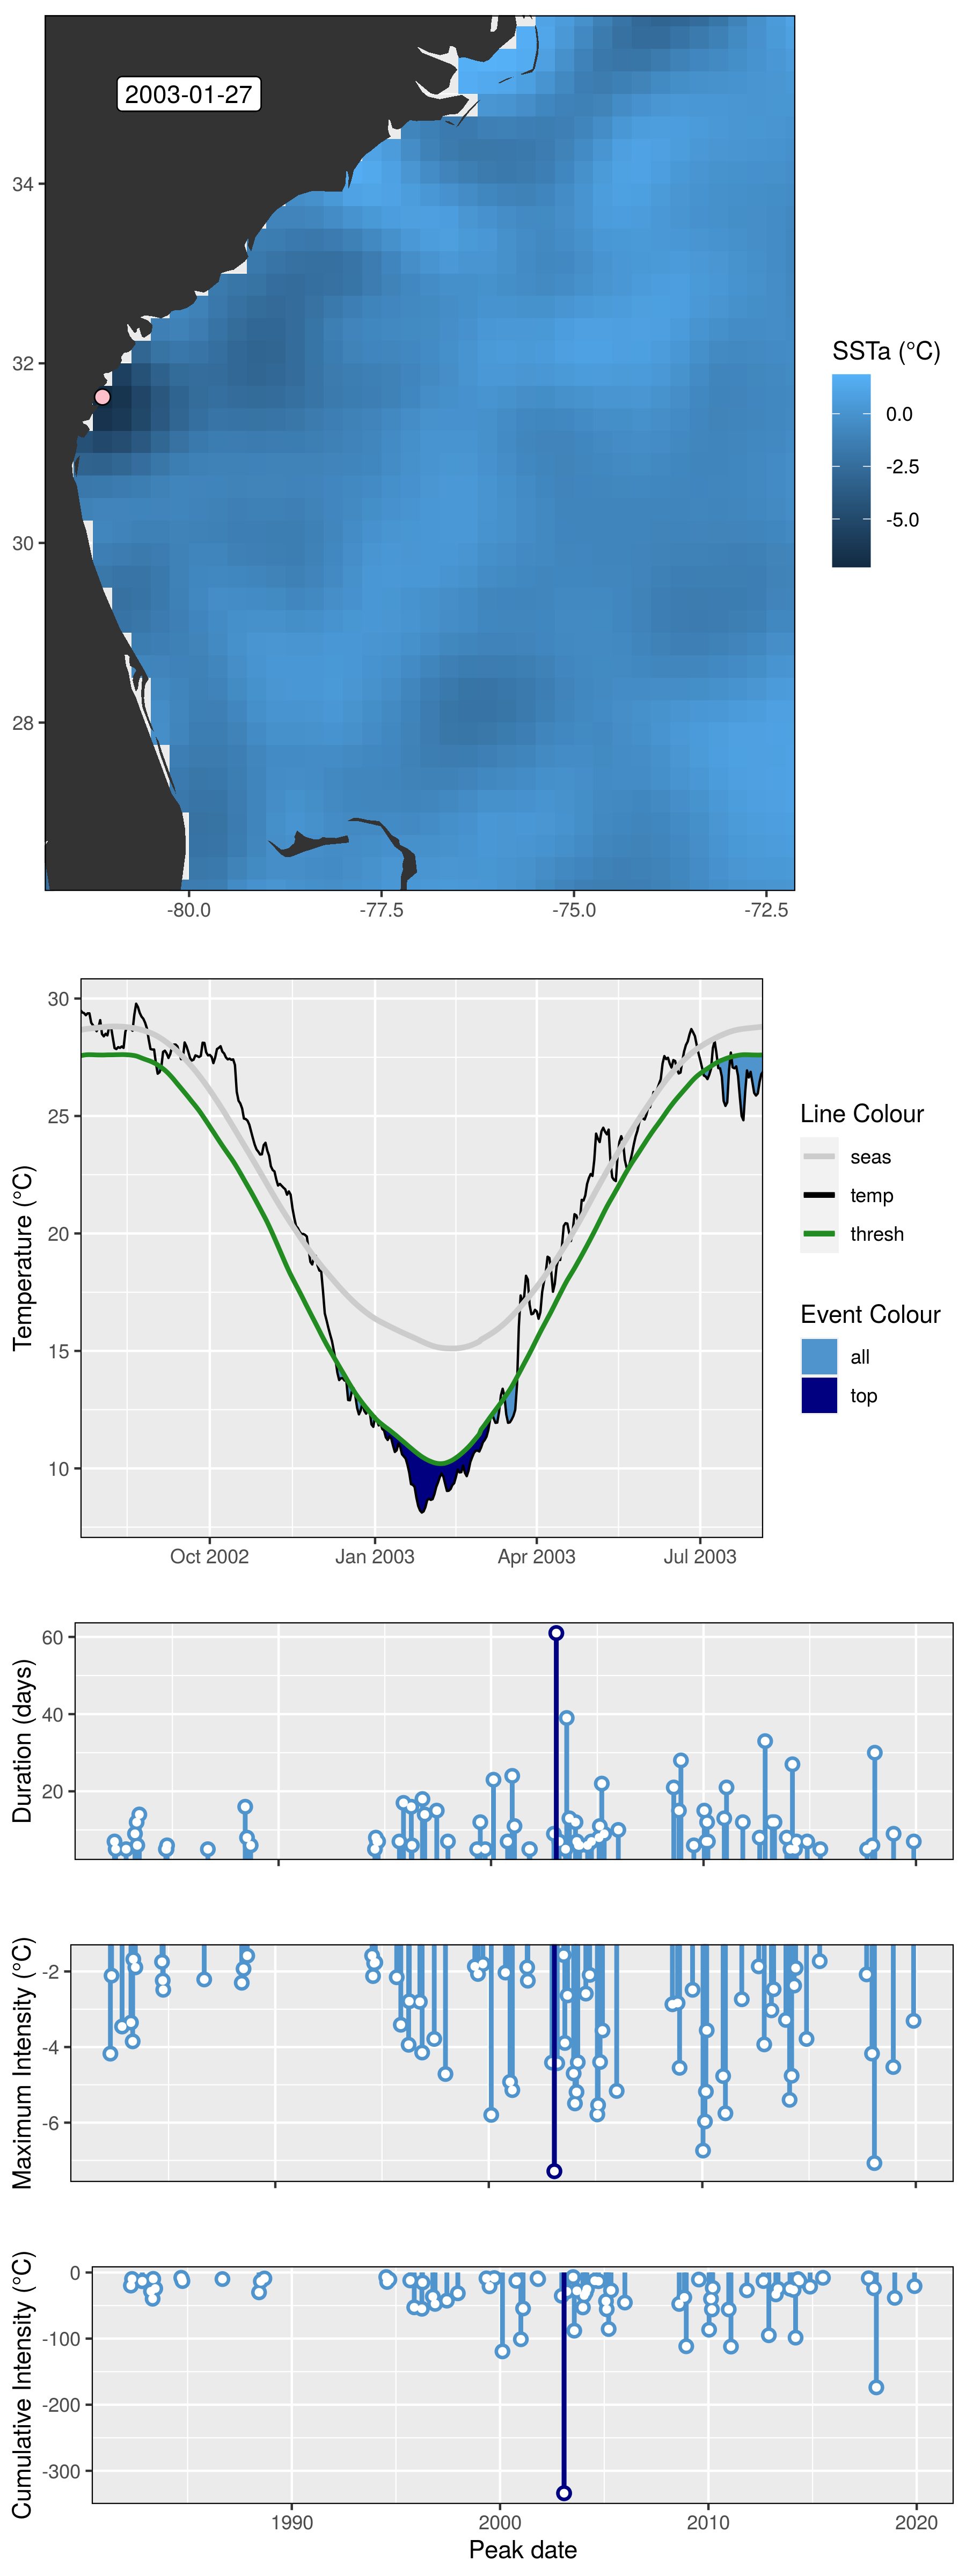 2003-01-27
34
32
30
28
-80.0
-77.5
-75.0
-72.5
SSTa (°C)
0.0
-2.5
-5.0
Temperature (°C)
30
25
20
15
10
Oct 2002
Jan 2003
Apr 2003
Jul 2003
Line Colour
seas
temp
thresh
Event Colour
all
top
Duration (days)
60
40
20
Maximum Intensity (°C)
-2
-4
-6
Cumulative Intensity (°C)
0
-100
-200
-300
1990
2000
2010
2020
Peak date